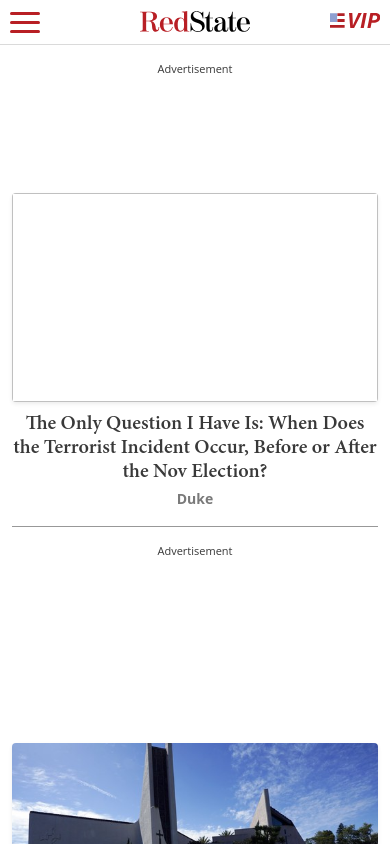 RedState
VIP
Advertisement
The Only Question I Have Is: When Does
the Terrorist Incident Occur, Before or After
the Nov Election?
Duke
Advertisement